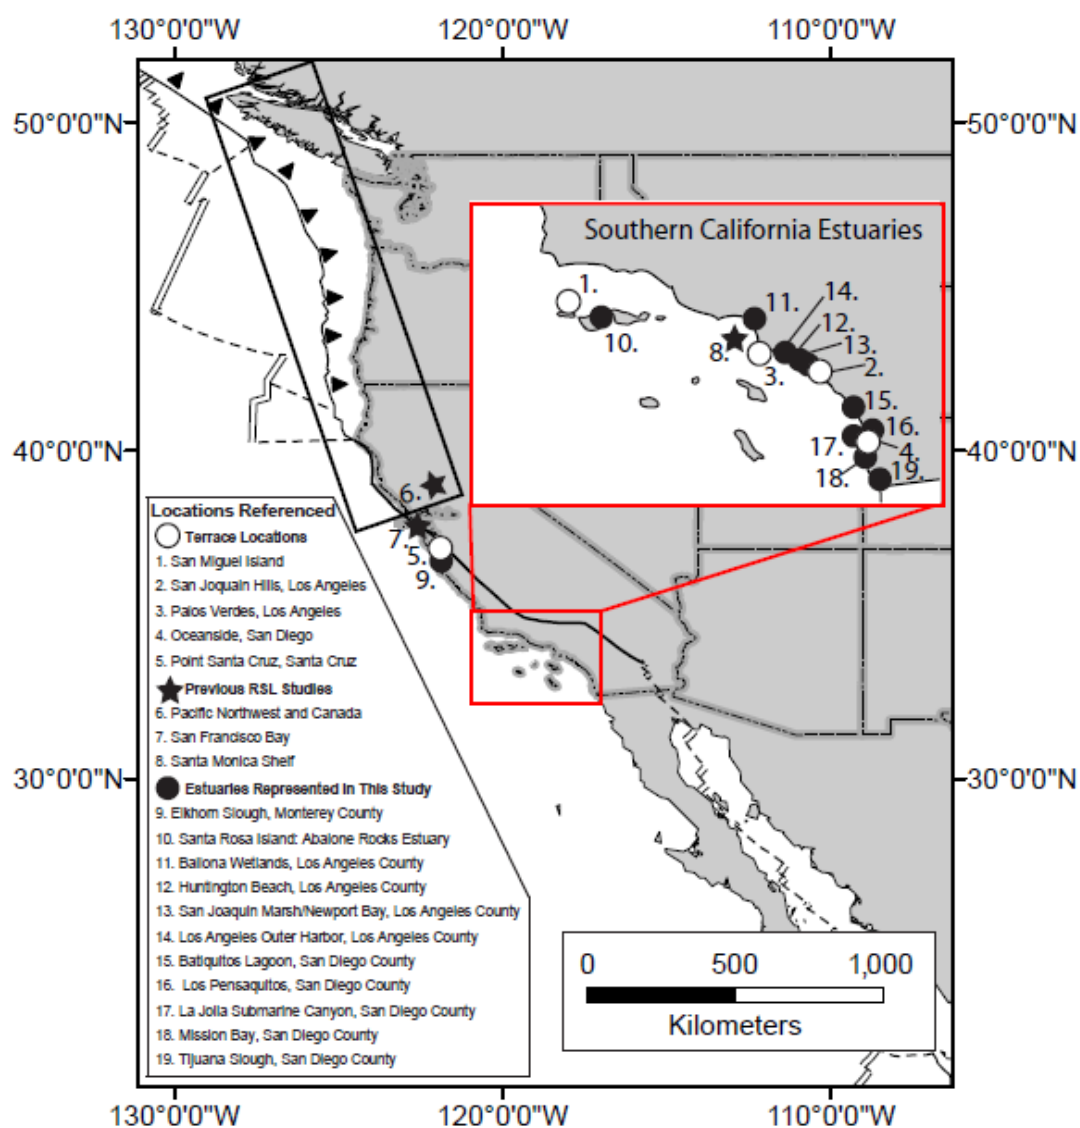 130°0'0"W 120°0'0"W 110°0'0"W
50°0'0"N 50°0'0"N
Southern California Estuaries
1.
14.
11.
12.
10.
8.
13.
3.
2.
15.
16.
17.
4.
18.
19.
40°0'0"N 40°0'0"N
6.
7.
5.
9.
Locations Referenced
Terrace Locations
1. San Miguel Island
2. San Joquain Hills, Los Angeles
3. Palos Verdes, Los Angeles
4. Oceanside, San Diego
5. Point Santa Cruz, Santa Cruz
Previous RSL Studies
6. Pacific Northwest and Canada
7. San Francisco Bay
8. Santa Monica Shelf
Estuaries Represented in This Study
9. Elkhorn Slough, Monterey County
10. Santa Rosa Island: Abalone Rocks Estuary
11. Ballona Wetlands, Los Angeles County
12. Huntington Beach, Los Angeles County
13. San Joaquin Marsh/Newport Bay, Los Angeles County
14. Los Angeles Outer Harbor, Los Angeles County
15. Batiquitos Lagoon, San Diego County
16. Los Pensaquitos, San Diego County
17. La Jolla Submarine Canyon, San Diego County
18. Mission Bay, San Diego County
19. Tijuana Slough, San Diego County
30°0'0"N 30°0'0"N
0 500 1,000
Kilometers
130°0'0"W 120°0'0"W 110°0'0"W